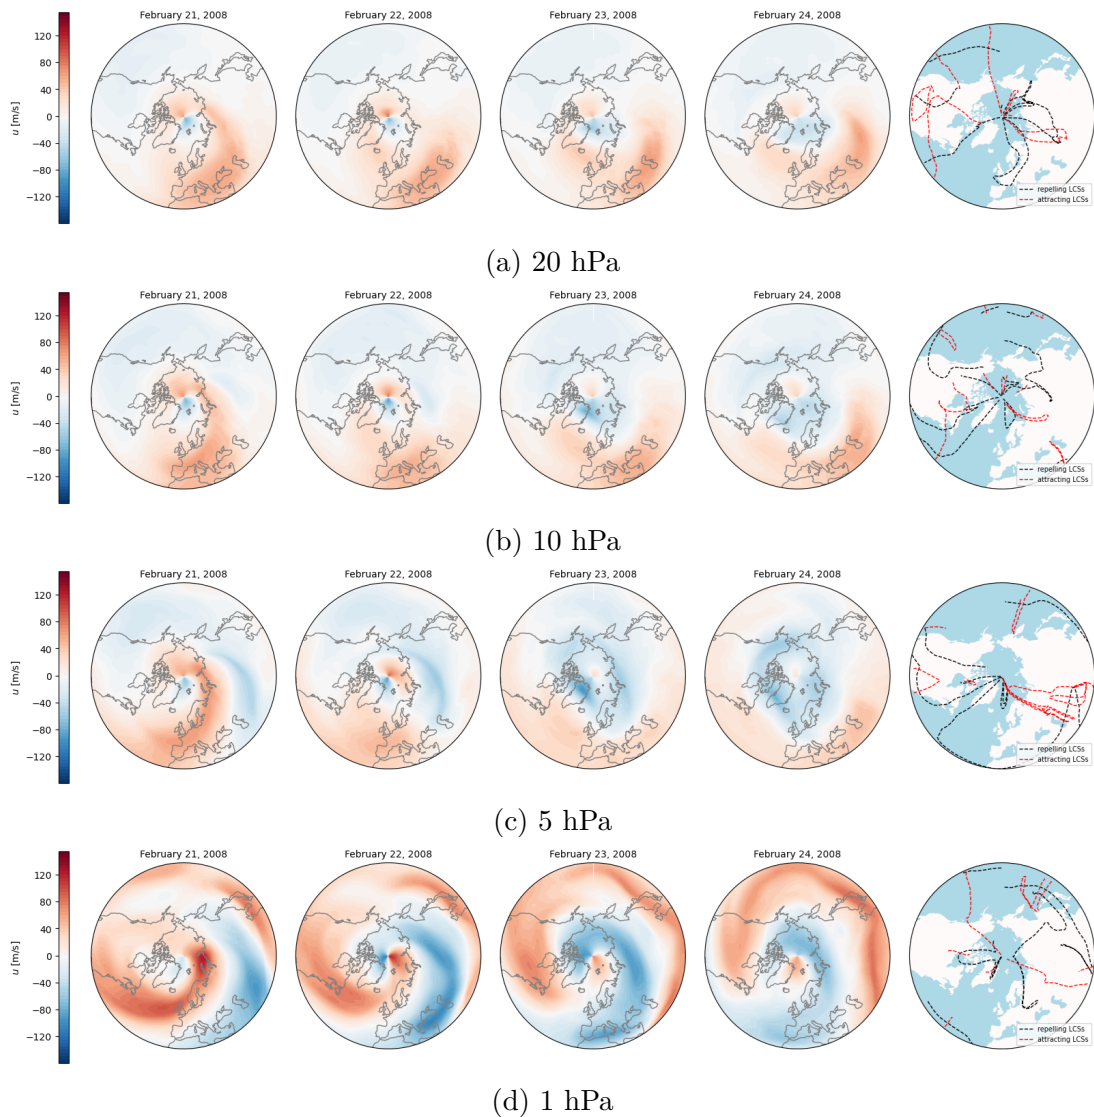 February 21, 2008
February 22, 2008
February 23, 2008
February 24, 2008
120
80
40
0
−40
−80
−120
u [m/s]
repelling LCSs
attracting LCSs
(a) 20 hPa
February 21, 2008
February 22, 2008
February 23, 2008
February 24, 2008
120
80
40
0
−40
−80
−120
u [m/s]
repelling LCSs
attracting LCSs
(b) 10 hPa
February 21, 2008
February 22, 2008
February 23, 2008
February 24, 2008
120
80
40
0
−40
−80
−120
u [m/s]
repelling LCSs
attracting LCSs
(c) 5 hPa
February 21, 2008
February 22, 2008
February 23, 2008
February 24, 2008
120
80
40
0
−40
−80
−120
u [m/s]
repelling LCSs
attracting LCSs
(d) 1 hPa